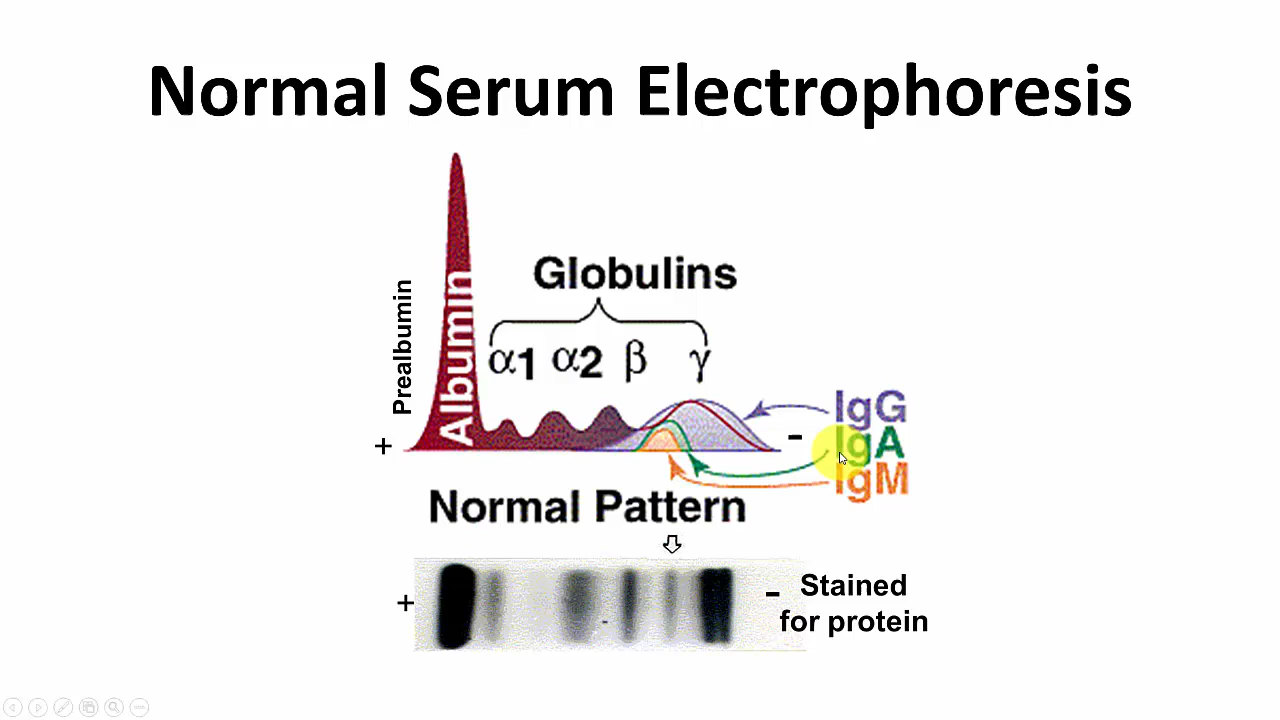 Normal Serum Electrophoresis
Prealbumin
Albumin
Globulins
α1 α2 β γ
IgG
IgA
IgM
+ -
Normal Pattern
+ - Stained
for protein